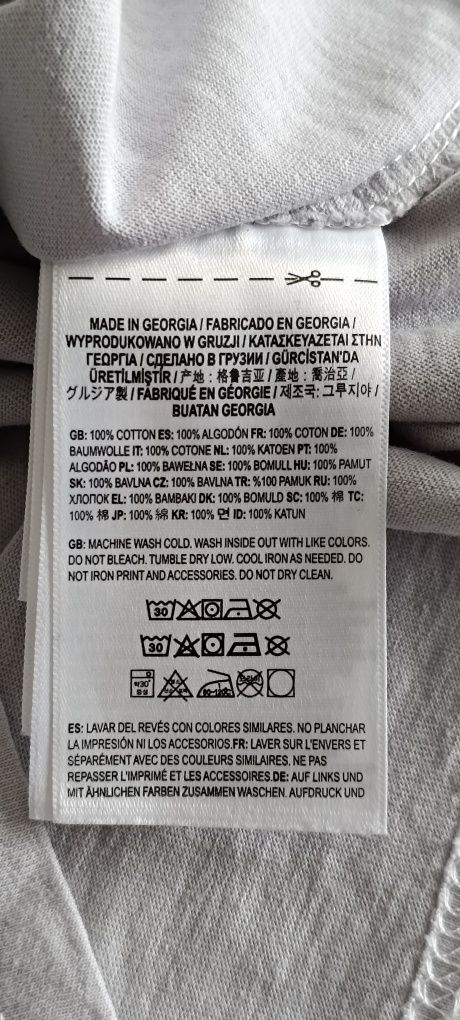 MADE IN GEORGIA / FABRICADO EN GEORGIA /
WYPRODUKOWANO W GRUZJI / ΚΑΤΑΣΚΕΥΑΖΕΤΑΙ ΣΤΗΝ
ΓΕΩΡΓΙΑ / СДЕЛАНО В ГРУЗИИ / GÜRCİSTAN'DA
ÜRETİLMİŞTİR / 产地 : 格鲁吉亚 / 產地 : 喬治亞 /
グルジア製 / FABRIQUÉ EN GÉORGIE / 제조국: 그루지야 /
BUATAN GEORGIA
GB: 100% COTTON ES: 100% ALGODÓN FR: 100% COTON DE: 100%
BAUMWOLLE IT: 100% COTONE NL: 100% KATOEN PT: 100%
ALGODÃO PL: 100% BAWEŁNA SE: 100% BOMULL HU: 100% PAMUT
SK: 100% BAVLNA CZ: 100% BAVLNA TR: %100 PAMUK RU: 100%
ХЛОПОК EL: 100% ΒΑΜΒΑΚΙ DK: 100% BOMULD SC: 100% 棉 TC:
100% 棉 JP: 100% 綿 KR: 100% 면 ID: 100% KATUN
GB: MACHINE WASH COLD. WASH INSIDE OUT WITH LIKE COLORS.
DO NOT BLEACH. TUMBLE DRY LOW. COOL IRON AS NEEDED. DO
NOT IRON PRINT AND ACCESSORIES. DO NOT DRY CLEAN.
30
30
80~120℃
ES: LAVAR DEL REVÉS CON COLORES SIMILARES. NO PLANCHAR
LA IMPRESIÓN NI LOS ACCESORIOS.FR: LAVER SUR L'ENVERS ET
SÉPARÉMENT AVEC DES COULEURS SIMILAIRES. NE PAS
REPASSER L'IMPRIMÉ ET LES ACCESSOIRES.DE: AUF LINKS UND
MIT ÄHNLICHEN FARBEN ZUSAMMEN WASCHEN. AUFDRUCK UND